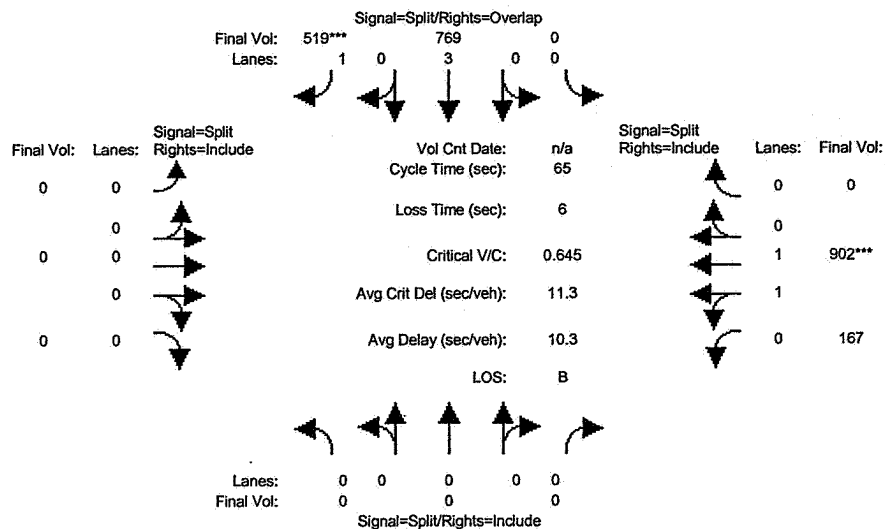 Signal=Split/Rights=Overlap
Final Vol: 519*** 769 0
Lanes: 1 0 3 0 0
Signal=Split
Final Vol: Lanes: Rights=Include
Vol Cnt Date: n/a
Signal=Split
Rights=Include Lanes: Final Vol:
Cycle Time (sec): 65
0 0
0 0
Loss Time (sec): 6
0
0
0 0
Critical V/C: 0.645
1 902***
0
Avg Crit Del (sec/veh): 11.3
1
0 0
Avg Delay (sec/veh): 10.3
0 167
LOS: B
Lanes: 0 0 0 0 0
Final Vol: 0 0 0
Signal=Split/Rights=Include